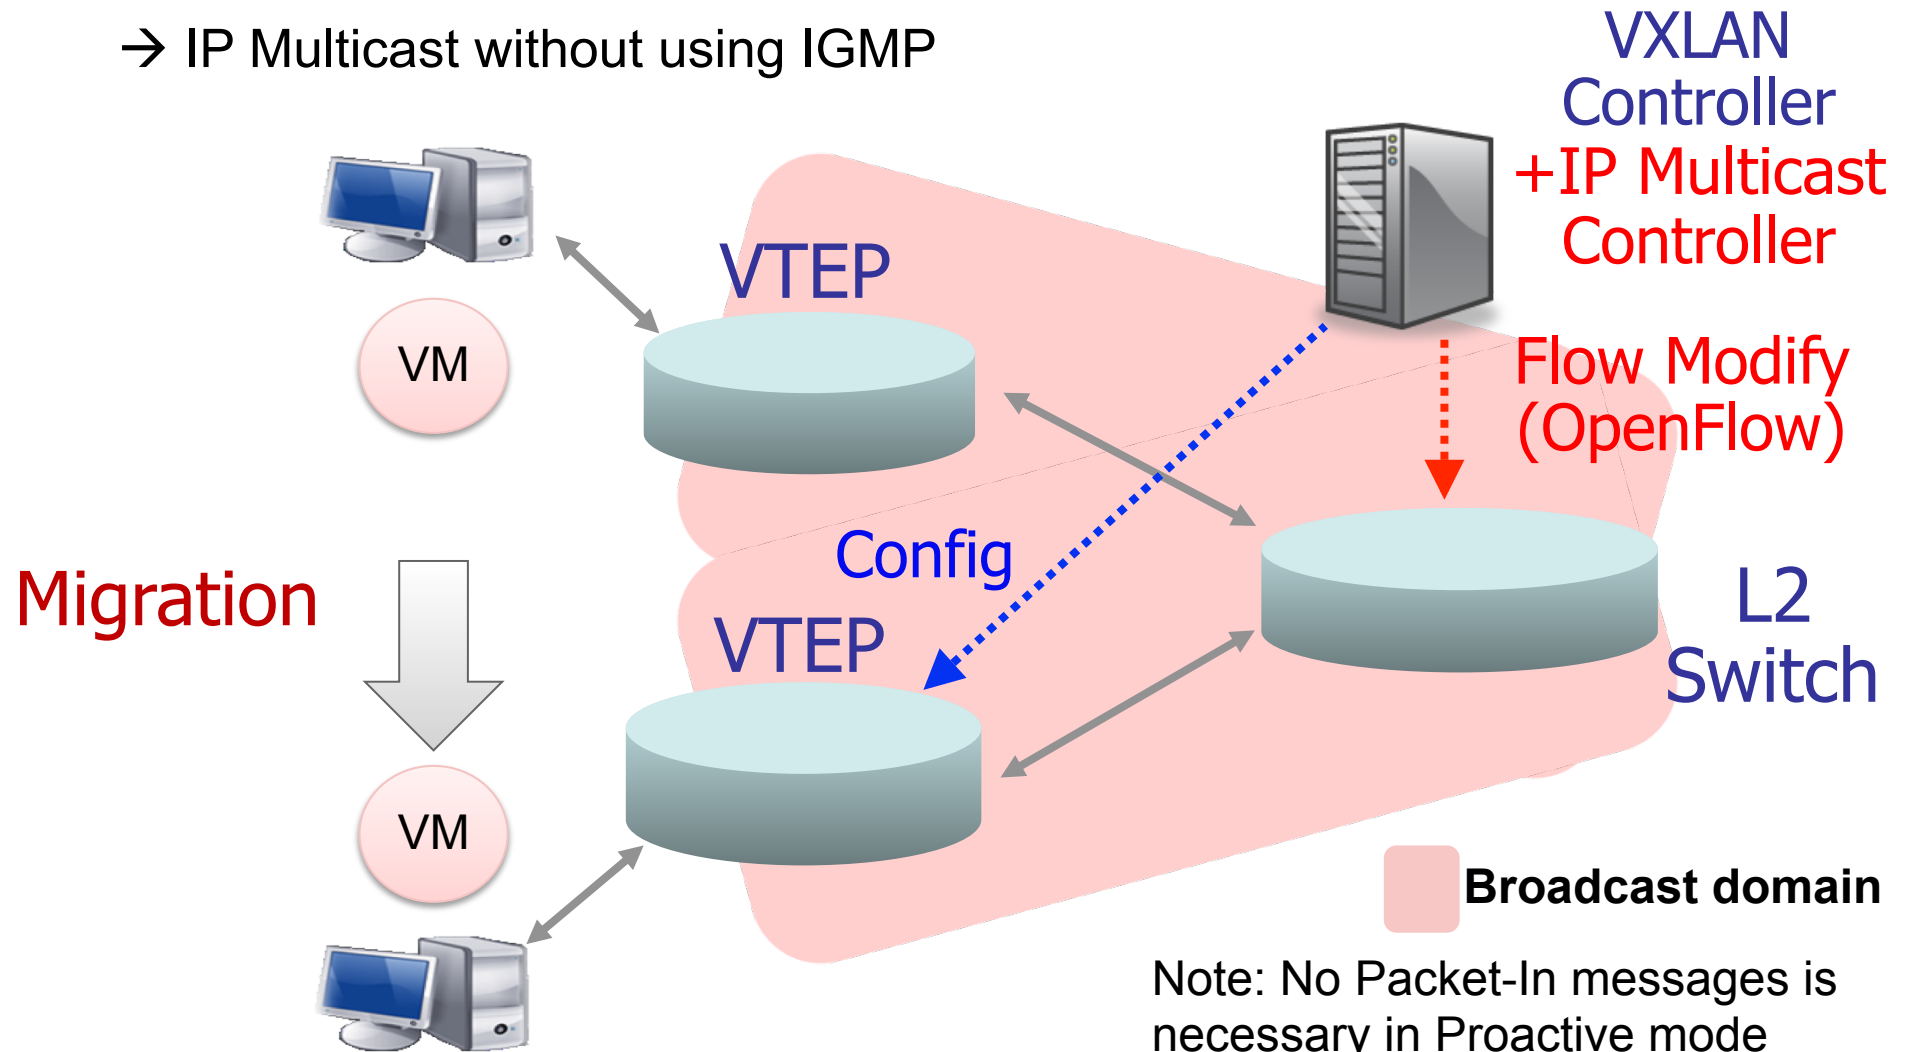 → IP Multicast without using IGMP
VXLAN
Controller
+IP Multicast
Controller
VTEP
VM
Flow Modify
(OpenFlow)
Config
Migration
L2
Switch
VTEP
VM
Broadcast domain
Note: No Packet-In messages is
necessary in Proactive mode